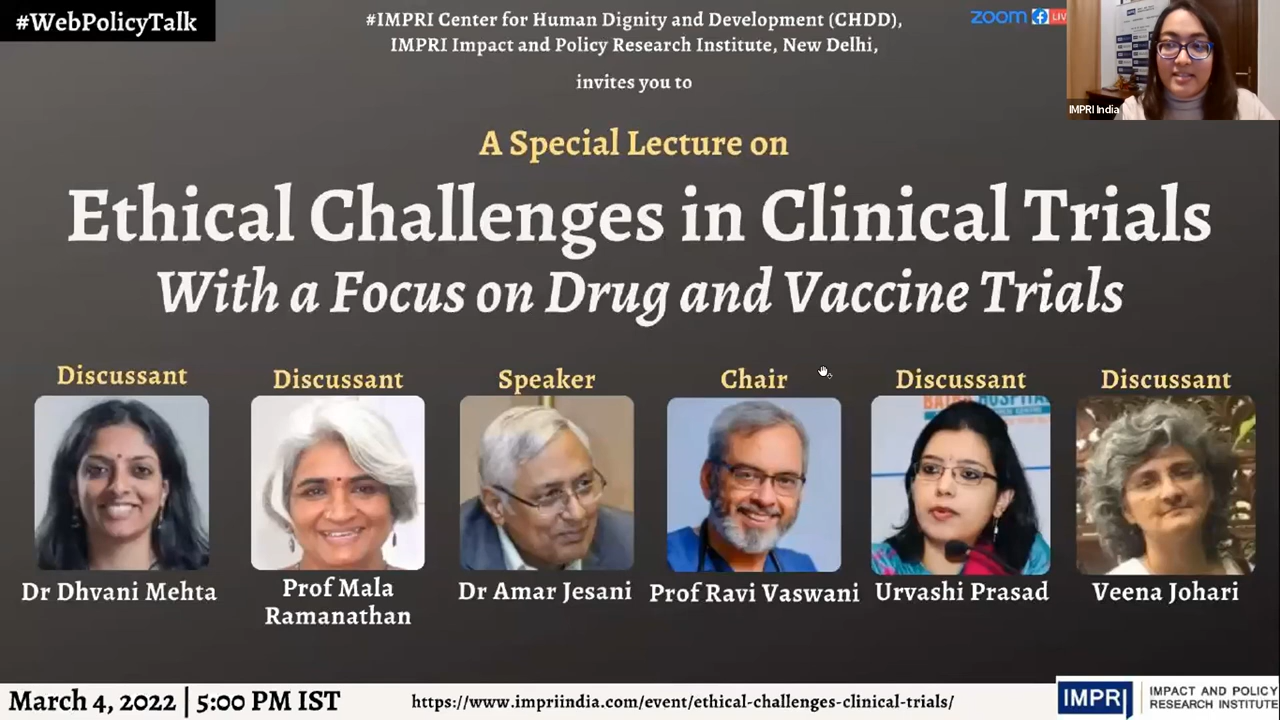 #WebPolicyTalk
#IMPRI Center for Human Dignity and Development (CHDD),
IMPRI Impact and Policy Research Institute, New Delhi,
invites you to
zoom LIVE
IMPRI India
A Special Lecture on
Ethical Challenges in Clinical Trials
With a Focus on Drug and Vaccine Trials
Discussant
Discussant
Speaker
Chair
Discussant
Discussant
Dr Dhvani Mehta
Prof Mala
Ramanathan
Dr Amar Jesani
Prof Ravi Vaswani
Urvashi Prasad
Veena Johari
March 4, 2022 | 5:00 PM IST
https://www.impriindia.com/event/ethical-challenges-clinical-trials/
IMPRI
IMPACT AND POLICY
RESEARCH INSTITUTE